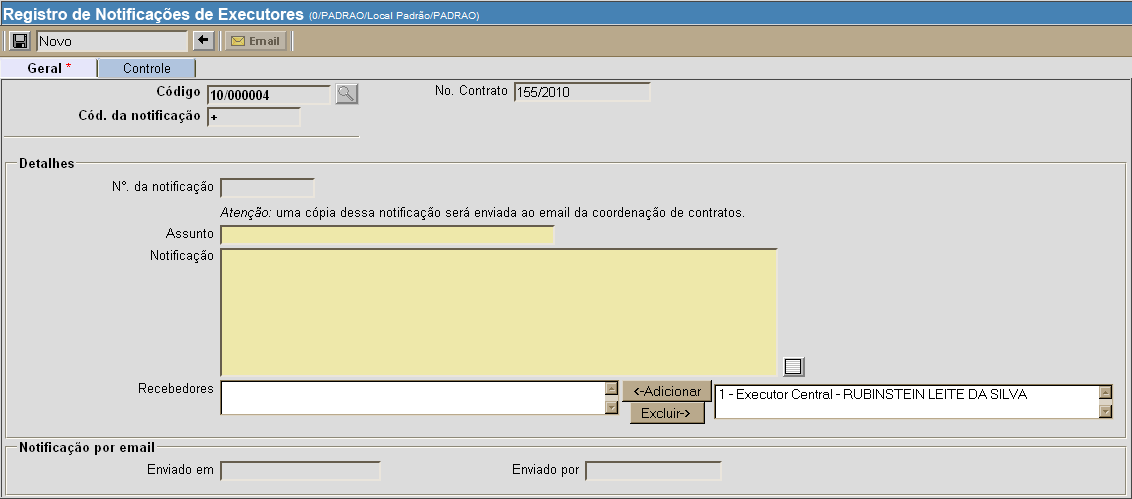 Registro de Notificações de Executores (0/PADRAO/Local Padrão/PADRAO)
Novo Email
Geral * Controle
Código 10/000004 No. Contrato 155/2010
Cód. da notificação +
Detalhes
N°. da notificação
Atenção: uma cópia dessa notificação será enviada ao email da coordenação de contratos.
Assunto
Notificação
Recebedores <-Adicionar 1 - Executor Central - RUBINSTEIN LEITE DA SILVA
Excluir->
Notificação por email
Enviado em Enviado por